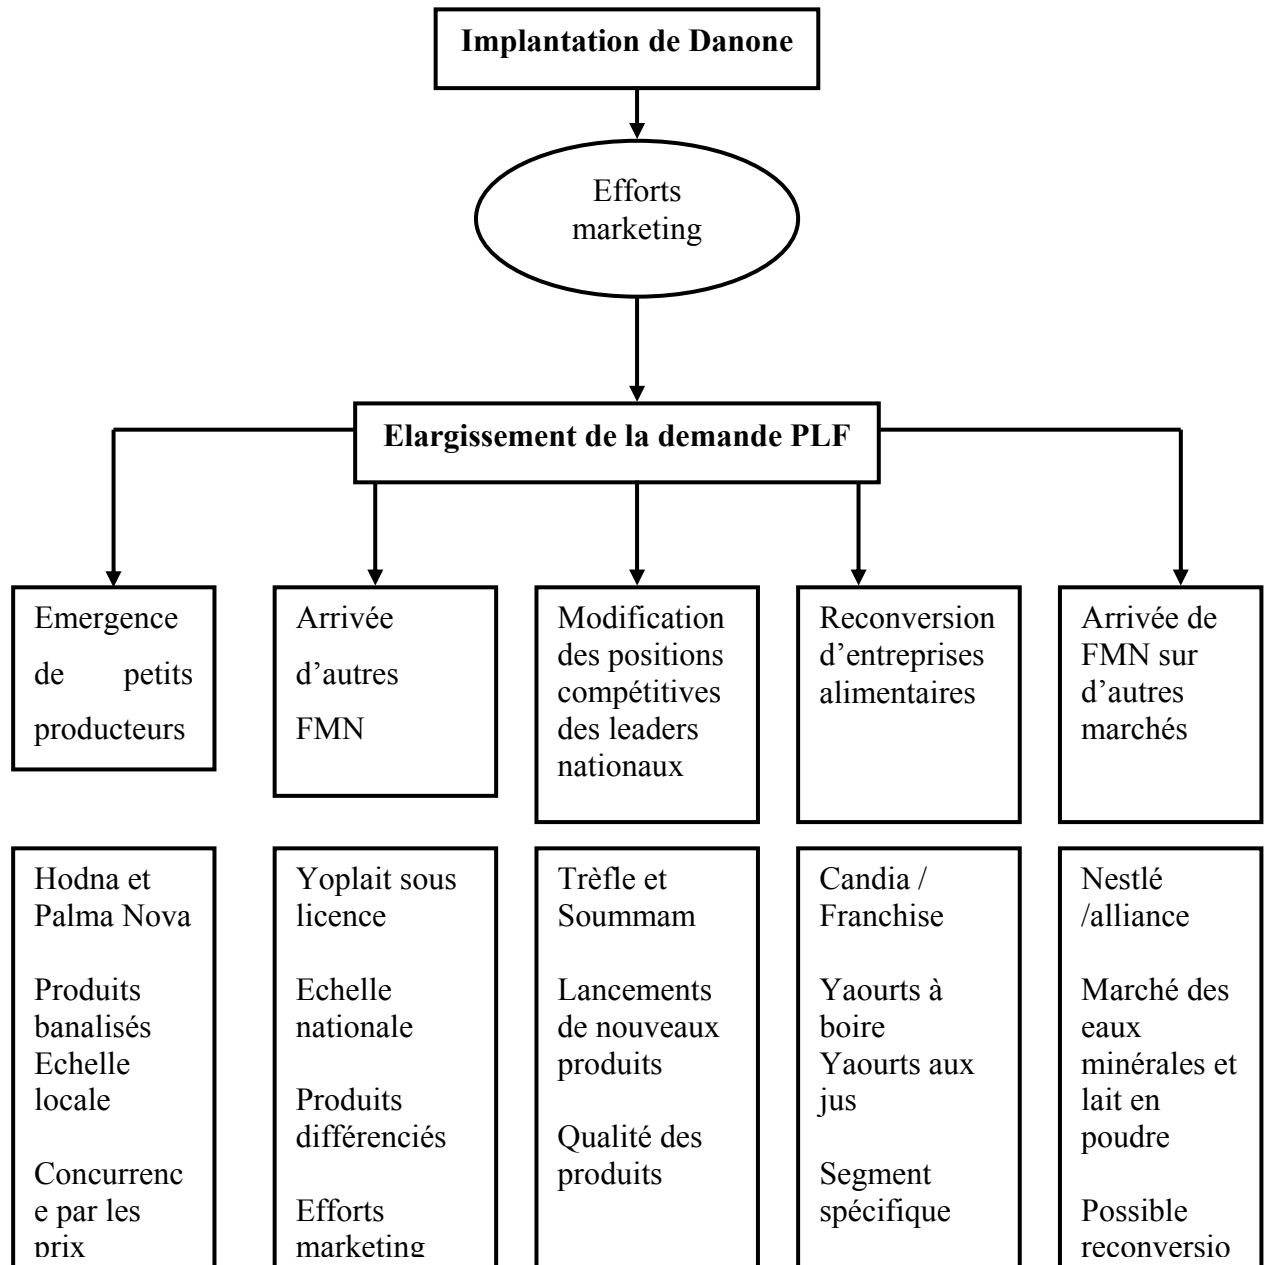 Implantation de Danone
Efforts
marketing
Elargissement de la demande PLF
Emergence
de petits
producteurs
Arrivée
d’autres
FMN
Modification
des positions
compétitives
des leaders
nationaux
Reconversion
d’entreprises
alimentaires
Arrivée de
FMN sur
d’autres
marchés
Hodna et
Palma Nova
Produits
banalisés
Echelle
locale
Concurrenc
e par les
prix
Yoplait sous
licence
Echelle
nationale
Produits
différenciés
Efforts
marketing
Trèfle et
Soummam
Lancements
de nouveaux
produits
Qualité des
produits
Candia /
Franchise
Yaourts à
boire
Yaourts aux
jus
Segment
spécifique
Nestlé
/alliance
Marché des
eaux
minérales et
lait en
poudre
Possible
reconversio